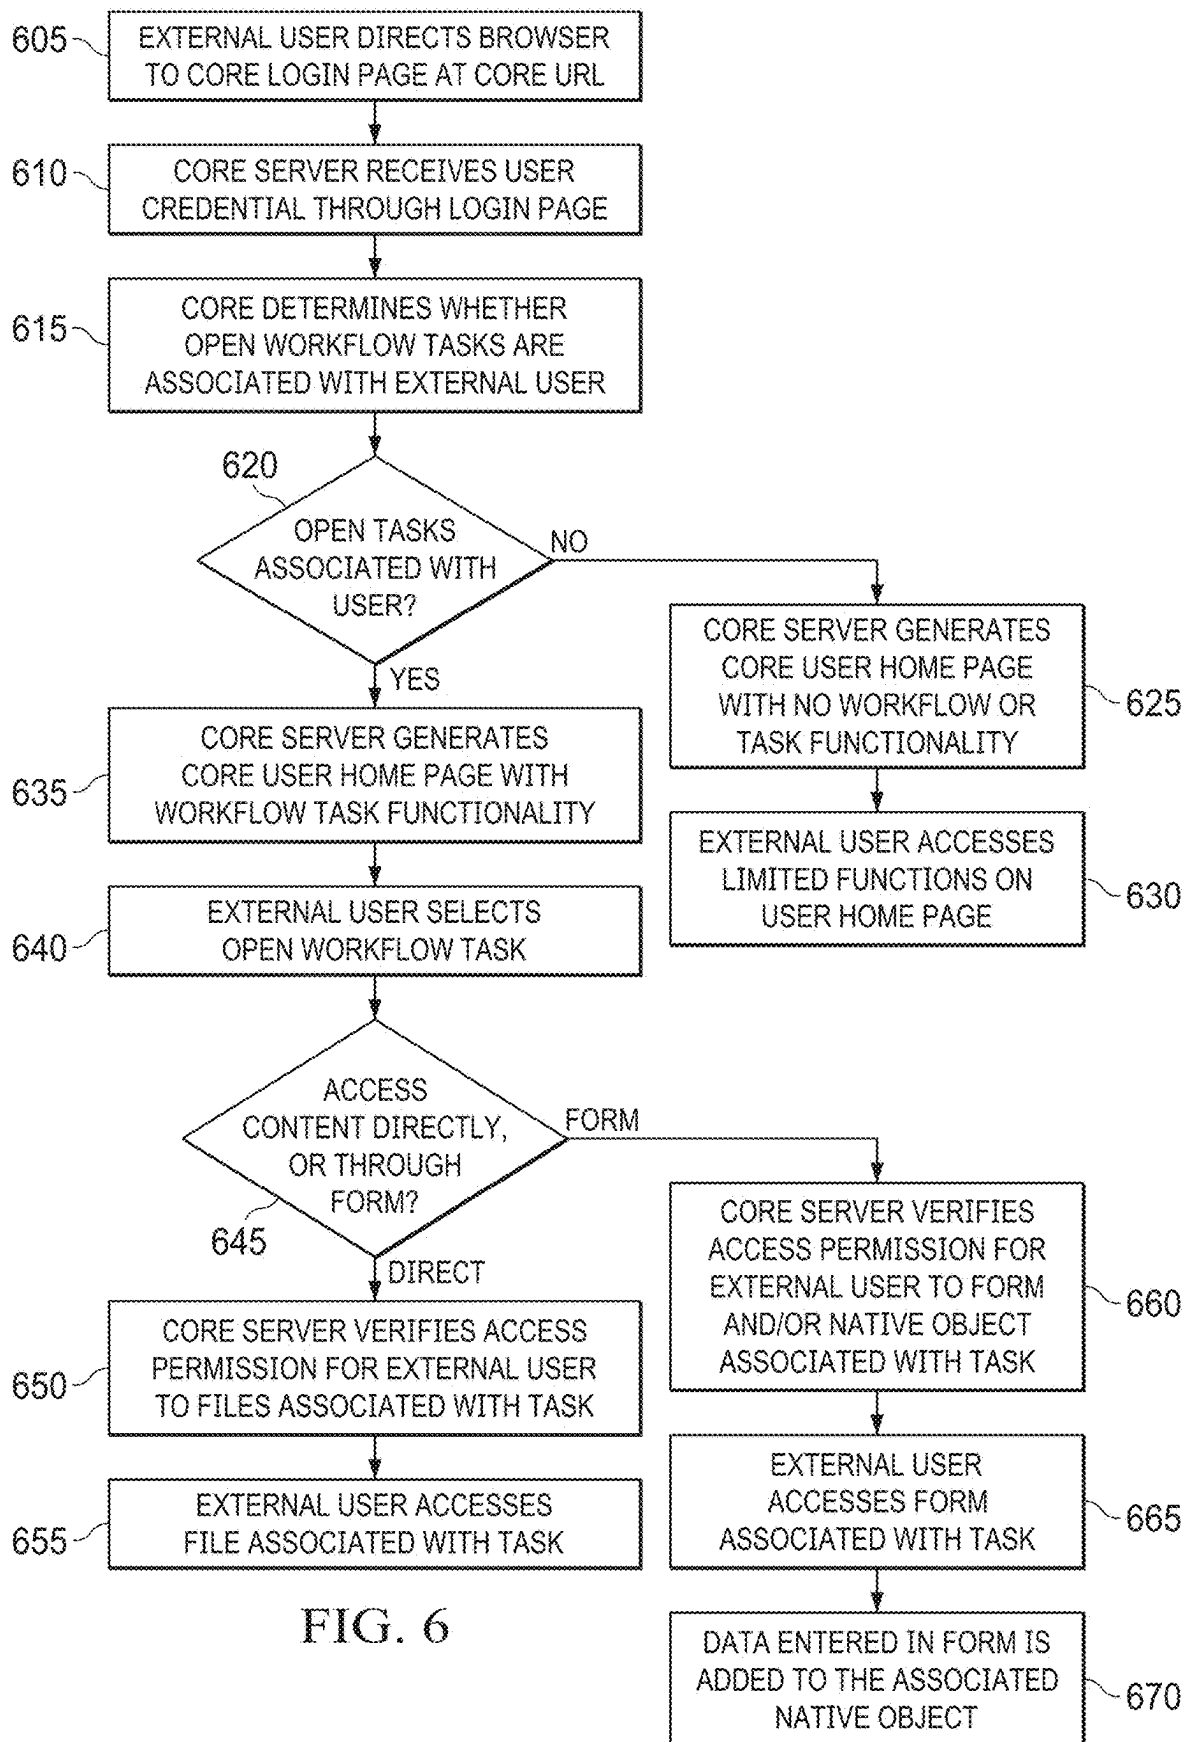 605
EXTERNAL USER DIRECTS BROWSER
TO CORE LOGIN PAGE AT CORE URL
610
CORE SERVER RECEIVES USER
CREDENTIAL THROUGH LOGIN PAGE
615
CORE DETERMINES WHETHER
OPEN WORKFLOW TASKS ARE
ASSOCIATED WITH EXTERNAL USER
620
OPEN TASKS
ASSOCIATED WITH
USER?
NO
YES
CORE SERVER GENERATES
CORE USER HOME PAGE
WITH NO WORKFLOW OR
TASK FUNCTIONALITY
625
EXTERNAL USER ACCESSES
LIMITED FUNCTIONS ON
USER HOME PAGE
630
635
CORE SERVER GENERATES
CORE USER HOME PAGE WITH
WORKFLOW TASK FUNCTIONALITY
640
EXTERNAL USER SELECTS
OPEN WORKFLOW TASK
ACCESS
CONTENT DIRECTLY,
OR THROUGH
FORM?
645
FORM
DIRECT
650
CORE SERVER VERIFIES ACCESS
PERMISSION FOR EXTERNAL USER
TO FILES ASSOCIATED WITH TASK
655
EXTERNAL USER ACCESSES
FILE ASSOCIATED WITH TASK
CORE SERVER VERIFIES
ACCESS PERMISSION FOR
EXTERNAL USER TO FORM
AND/OR NATIVE OBJECT
ASSOCIATED WITH TASK
660
EXTERNAL USER
ACCESSES FORM
ASSOCIATED WITH TASK
665
DATA ENTERED IN FORM IS
ADDED TO THE ASSOCIATED
NATIVE OBJECT
670
FIG. 6